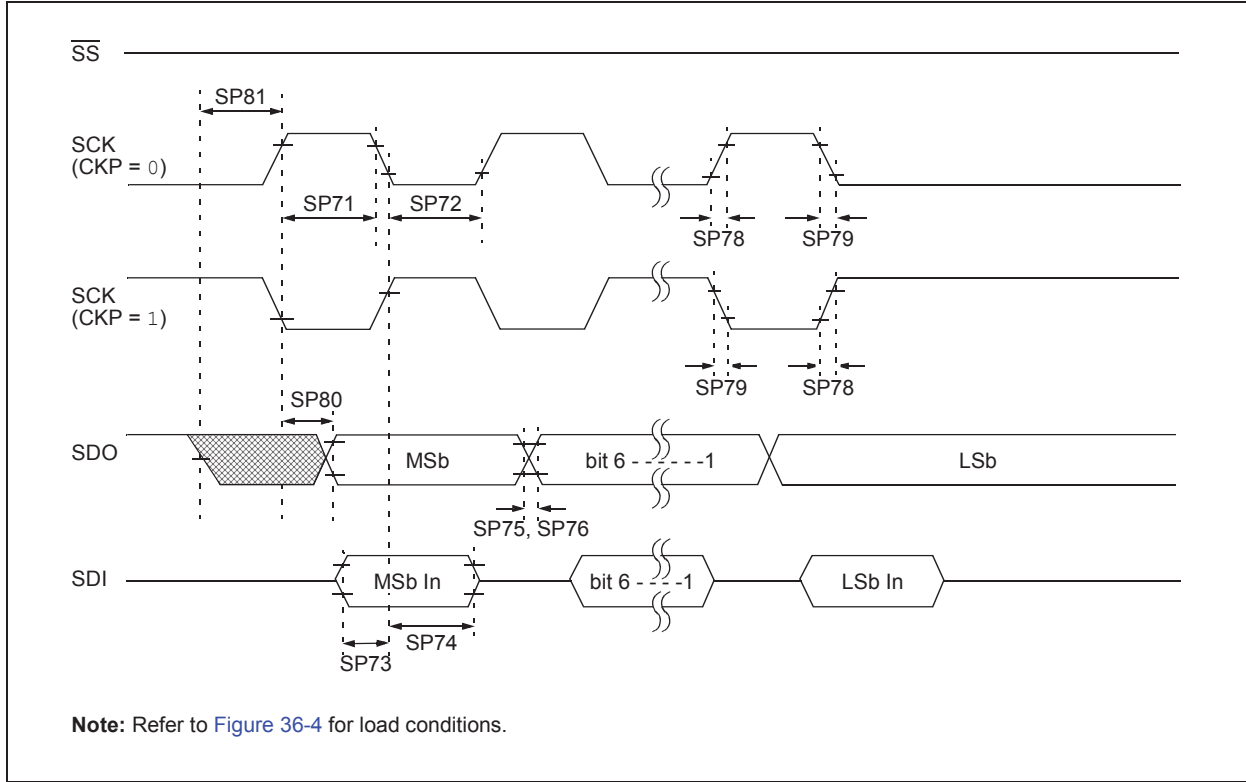 SS
SP81
SCK
(CKP = 0)
SP71
SP72
SP78
SP79
SCK
(CKP = 1)
SP79
SP78
SP80
SDO
MSb
bit 6 - - - - - -1
LSb
SP75, SP76
SDI
MSb In
bit 6 - - - -1
LSb In
SP74
SP73
Note: Refer to Figure 36-4 for load conditions.